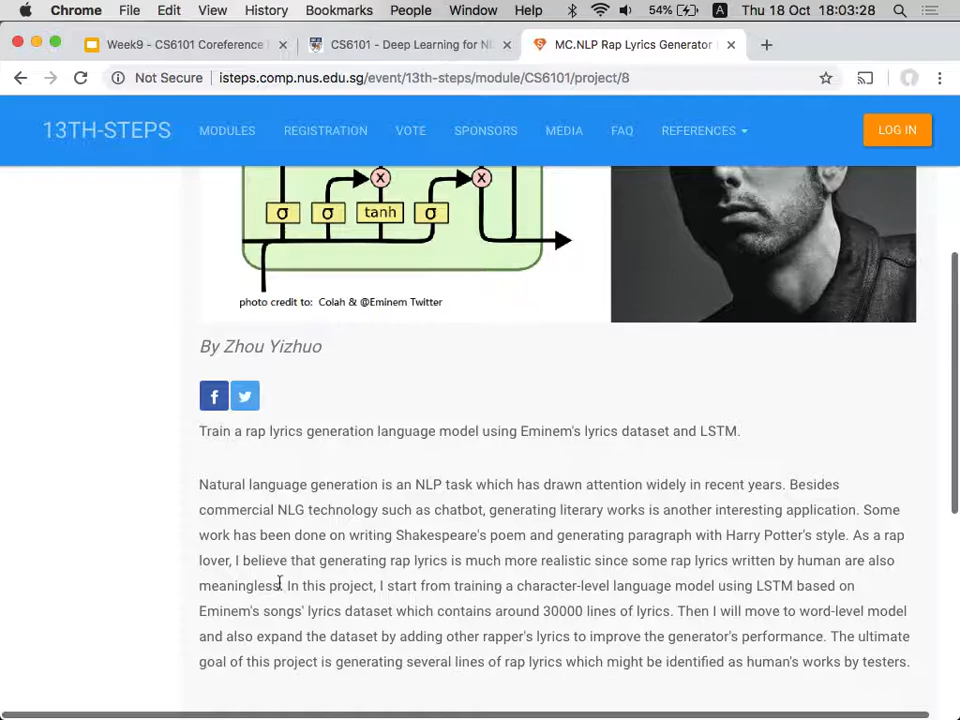 Chrome File Edit View History Bookmarks People Window Help 54% A Thu 18 Oct 18:03:28
Week9 - CS6101 Coreference CS6101 - Deep Learning for NL MC.NLP Rap Lyrics Generator
Not Secure isteps.comp.nus.edu.sg/event/13th-steps/module/CS6101/project/8
13TH-STEPS MODULES REGISTRATION VOTE SPONSORS MEDIA FAQ REFERENCES LOG IN
X X
σ σ tanh σ
photo credit to: Colah & @Eminem Twitter
By Zhou Yizhuo
f
Train a rap lyrics generation language model using Eminem's lyrics dataset and LSTM.
Natural language generation is an NLP task which has drawn attention widely in recent years. Besides
commercial NLG technology such as chatbot, generating literary works is another interesting application. Some
work has been done on writing Shakespeare's poem and generating paragraph with Harry Potter's style. As a rap
lover, I believe that generating rap lyrics is much more realistic since some rap lyrics written by human are also
meaningless. In this project, I start from training a character-level language model using LSTM based on
Eminem's songs' lyrics dataset which contains around 30000 lines of lyrics. Then I will move to word-level model
and also expand the dataset by adding other rapper's lyrics to improve the generator's performance. The ultimate
goal of this project is generating several lines of rap lyrics which might be identified as human's works by testers.